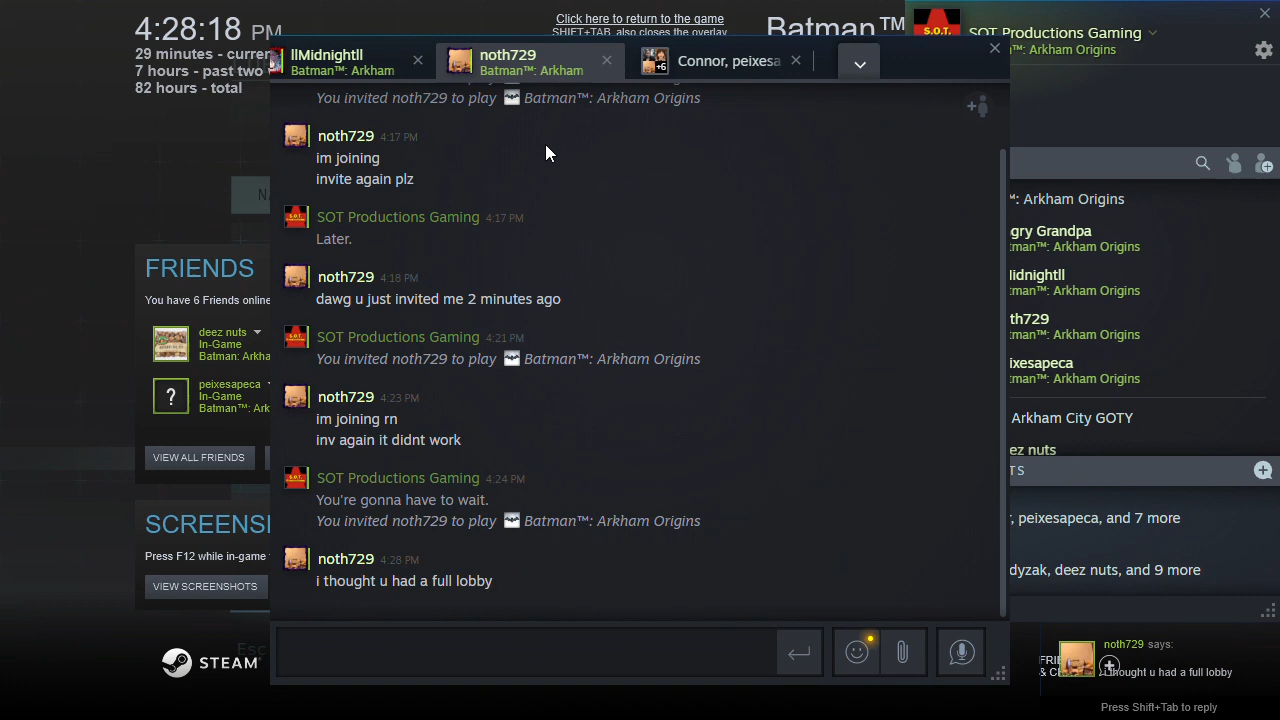 4:28:18 PM
29 minutes - curren
7 hours - past two
82 hours - total
Click here to return to the game
SHIFT+TAB also closes the overlay
Batman™
SOT Productions Gaming
n™: Arkham Origins
llMidnightll
Batman™: Arkham
noth729
Batman™: Arkham
+6
Connor, peixesa
You invited noth729 to play Batman™: Arkham Origins
noth729 4:17 PM
im joining
invite again plz
SOT Productions Gaming 4:17 PM
Later.
noth729 4:18 PM
dawg u just invited me 2 minutes ago
SOT Productions Gaming 4:21 PM
You invited noth729 to play Batman™: Arkham Origins
noth729 4:23 PM
im joining rn
inv again it didnt work
SOT Productions Gaming 4:24 PM
You're gonna have to wait.
You invited noth729 to play Batman™: Arkham Origins
noth729 4:28 PM
i thought u had a full lobby
NA
FRIENDS
You have 6 Friends online
deez nuts
In-Game
Batman: Arkha
?
peixesapeca
In-Game
Batman™: Ark
VIEW ALL FRIENDS
SCREENSH
Press F12 while in-game
VIEW SCREENSHOTS
Esc
STEAM
™: Arkham Origins
gry Grandpa
tman™: Arkham Origins
lidnightll
tman™: Arkham Origins
th729
tman™: Arkham Origins
ixesapeca
tman™: Arkham Origins
Arkham City GOTY
ez nuts
TS
, peixesapeca, and 7 more
dyzak, deez nuts, and 9 more
FRIE
& C
noth729 says:
i thought u had a full lobby
Press Shift+Tab to reply